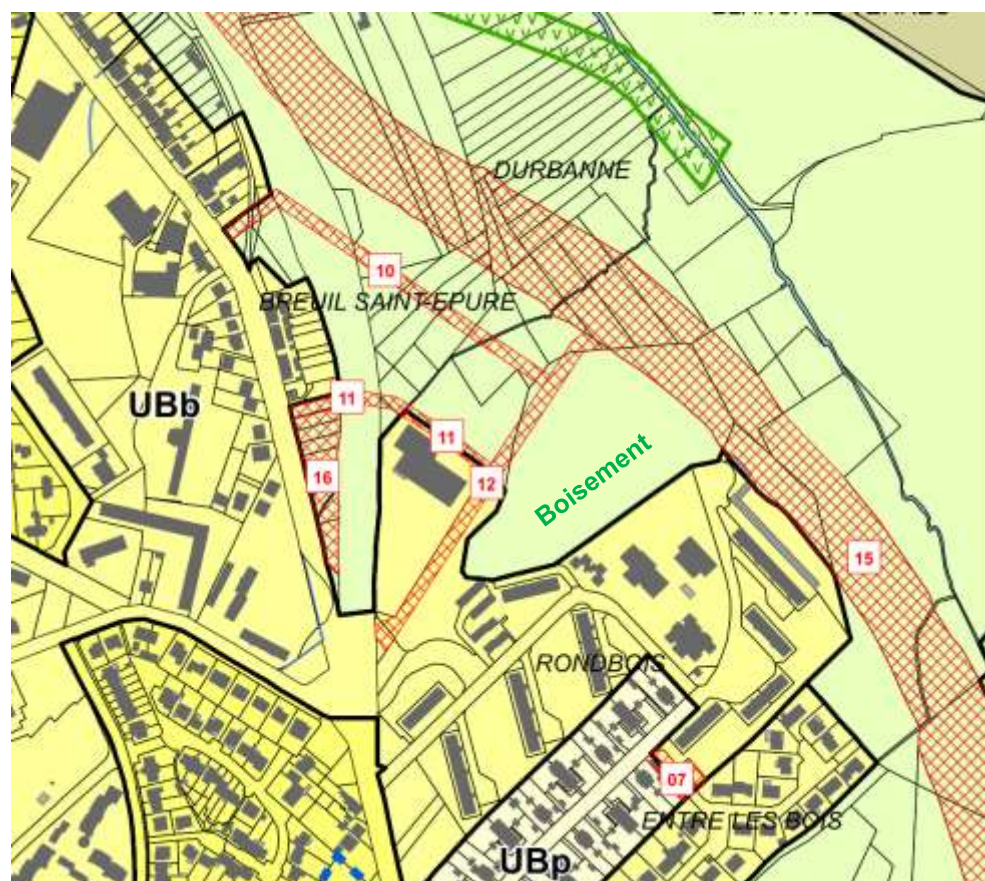 DURBANNE
10
BREUIL SAINT-EPURE
UBb
11
11
16
12
Boisement
15
RONDBOIS
07
ENTRE LES BOIS
UBp